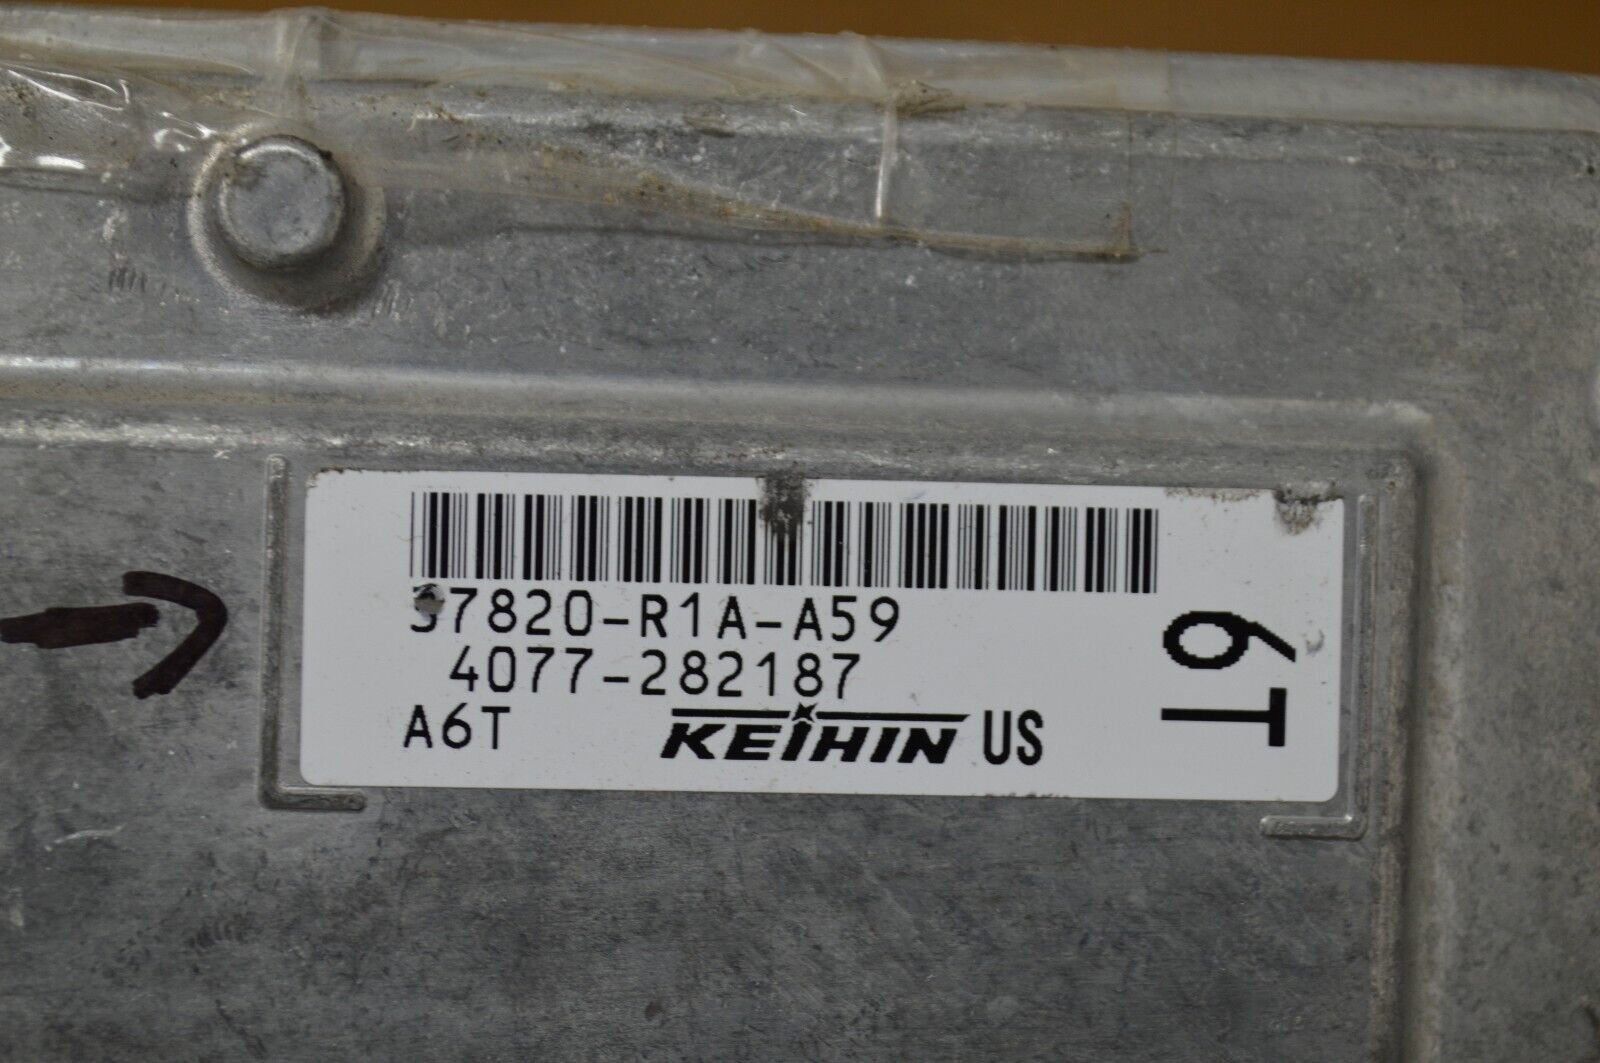 37820-R1A-A59
4077-282187
A6T KEIHIN US
6T